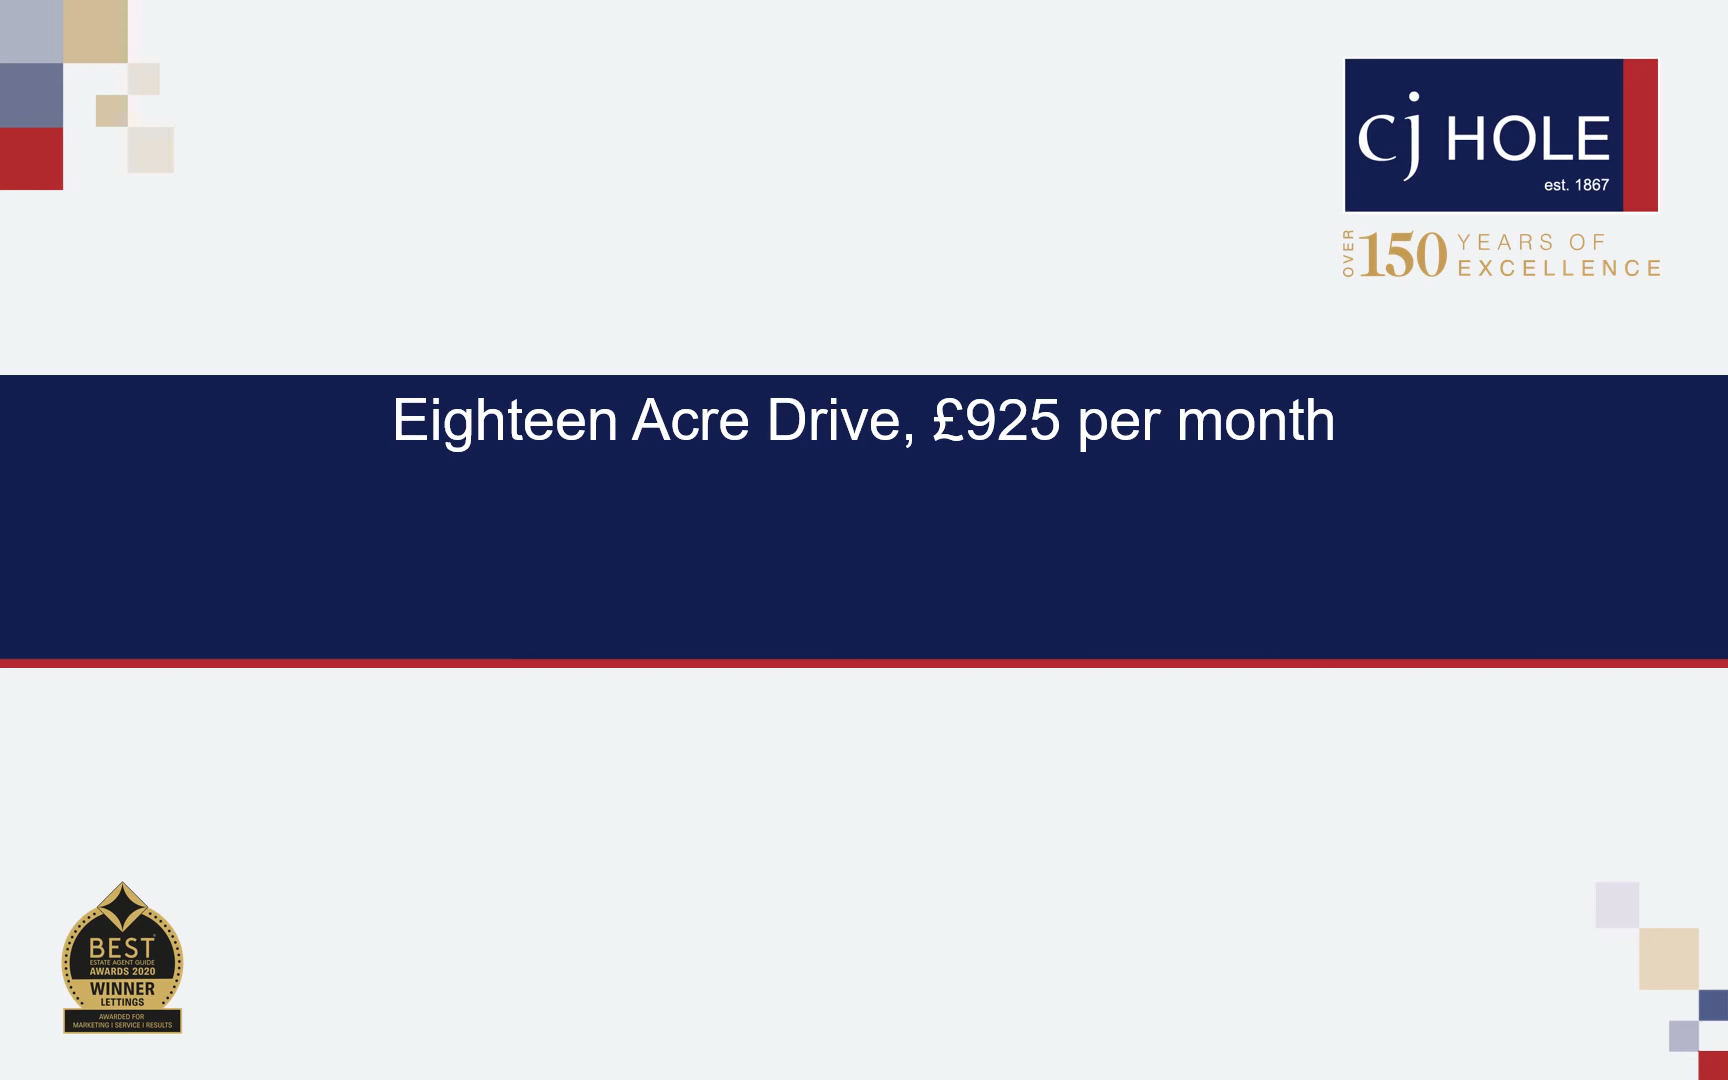 cj HOLE
est. 1867
OVER 150 YEARS OF
EXCELLENCE
Eighteen Acre Drive, £925 per month
BEST
ESTATE AGENT GUIDE
AWARDS 2020
WINNER
LETTINGS
AWARDED FOR
MARKETING I SERVICE I RESULTS